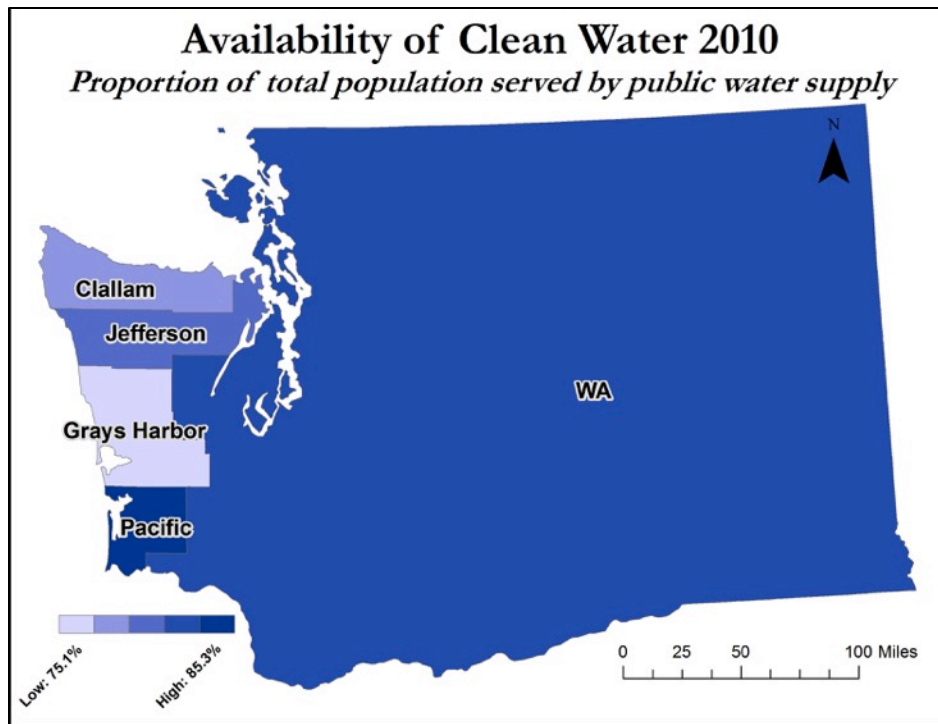 Availability of Clean Water 2010
Proportion of total population served by public water supply
N
Clallam
Jefferson
WA
Grays Harbor
Pacific
Low: 75.1%
High: 85.3%
0 25 50 100 Miles